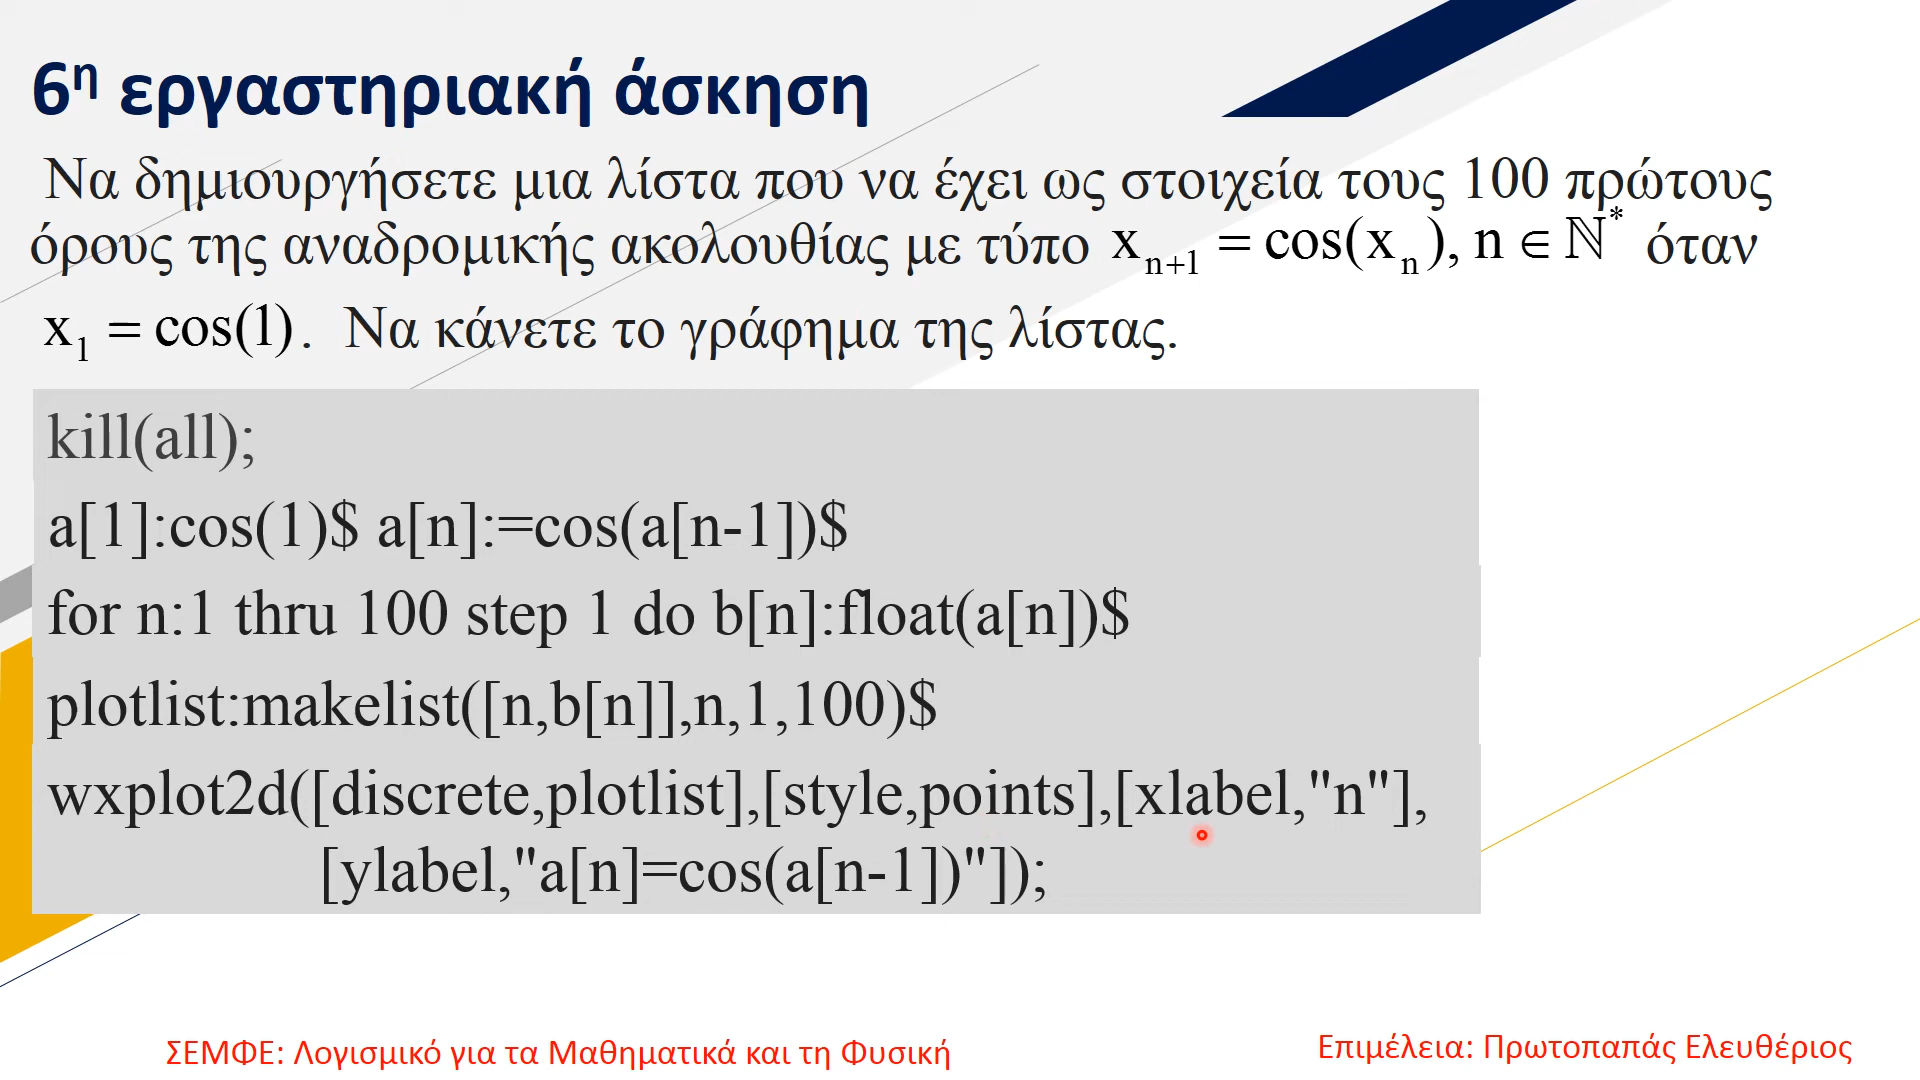 6η εργαστηριακή άσκηση
Να δημιουργήσετε μια λίστα που να έχει ως στοιχεία τους 100 πρώτους
όρους της αναδρομικής ακολουθίας με τύπο xₙ₊₁ = cos(xₙ), n ∈ ℕ* όταν
x₁ = cos(1). Να κάνετε το γράφημα της λίστας.
kill(all);
a[1]:cos(1)$ a[n]:=cos(a[n-1])$
for n:1 thru 100 step 1 do b[n]:float(a[n])$
plotlist:makelist([n,b[n]],n,1,100)$
wxplot2d([discrete,plotlist],[style,points],[xlabel,"n"],
[ylabel,"a[n]=cos(a[n-1])"]);
ΣΕΜΦΕ: Λογισμικό για τα Μαθηματικά και τη Φυσική
Επιμέλεια: Πρωτοπαπάς Ελευθέριος